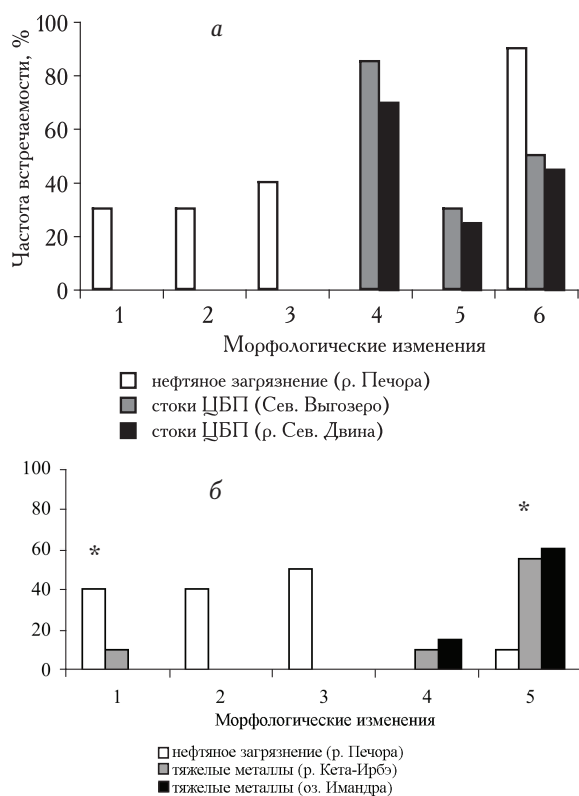 а
Частота встречаемости, %
100
80
60
40
20
0
1 2 3 4 5 6
Морфологические изменения
нефтяное загрязнение (р. Печора)
стоки ЦБП (Сев. Выгозеро)
стоки ЦБП (р. Сев. Двина)
б
100
80
60
40
20
0
* *
1 2 3 4 5
Морфологические изменения
нефтяное загрязнение (р. Печора)
тяжелые металлы (р. Кета-Ирбэ)
тяжелые металлы (оз. Имандра)